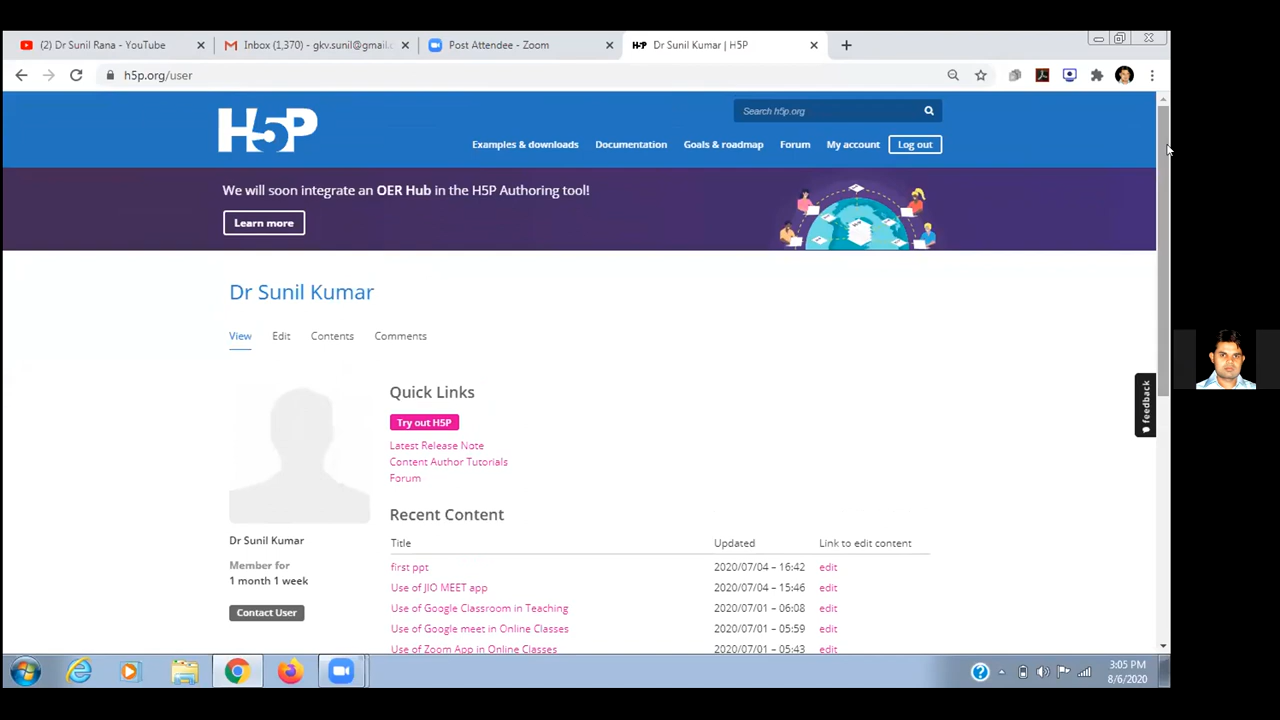 (2) Dr Sunil Rana - YouTube
Inbox (1,370) - gkv.sunil@gmail.c
Post Attendee - Zoom
H5P Dr Sunil Kumar | H5P
h5p.org/user
H5P
Search h5p.org
Examples & downloads
Documentation
Goals & roadmap
Forum
My account
Log out
We will soon integrate an OER Hub in the H5P Authoring tool!
Learn more
Dr Sunil Kumar
View
Edit
Contents
Comments
feedback
Quick Links
Try out H5P
Latest Release Note
Content Author Tutorials
Forum
Recent Content
Title Updated Link to edit content
first ppt 2020/07/04 – 16:42 edit
Use of JIO MEET app 2020/07/04 – 15:46 edit
Use of Google Classroom in Teaching 2020/07/01 – 06:08 edit
Use of Google meet in Online Classes 2020/07/01 – 05:59 edit
Use of Zoom App in Online Classes 2020/07/01 – 05:43 edit
Dr Sunil Kumar
Member for
1 month 1 week
Contact User
3:05 PM
8/6/2020